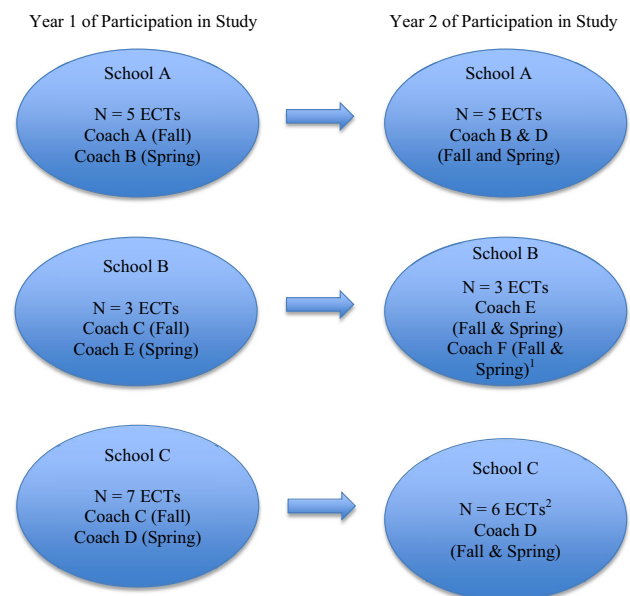 Year 1 of Participation in Study
Year 2 of Participation in Study
School A
N = 5 ECTs
Coach A (Fall)
Coach B (Spring)
School A
N = 5 ECTs
Coach B & D
(Fall and Spring)
School B
N = 3 ECTs
Coach C (Fall)
Coach E (Spring)
School B
N = 3 ECTs
Coach E
(Fall & Spring)
Coach F (Fall &
Spring)¹
School C
N = 7 ECTs
Coach C (Fall)
Coach D (Spring)
School C
N = 6 ECTs²
Coach D
(Fall & Spring)